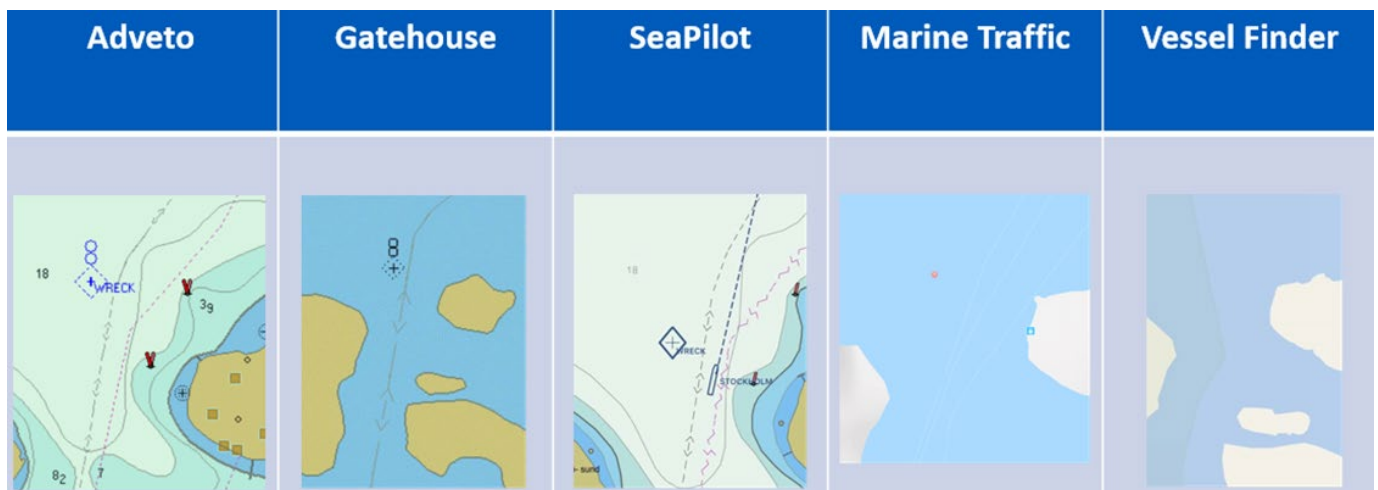 Adveto
Gatehouse
SeaPilot
Marine Traffic
Vessel Finder
18
WRECK
3₉
8₂
7
18
WRECK
STOCKHOLM
sund